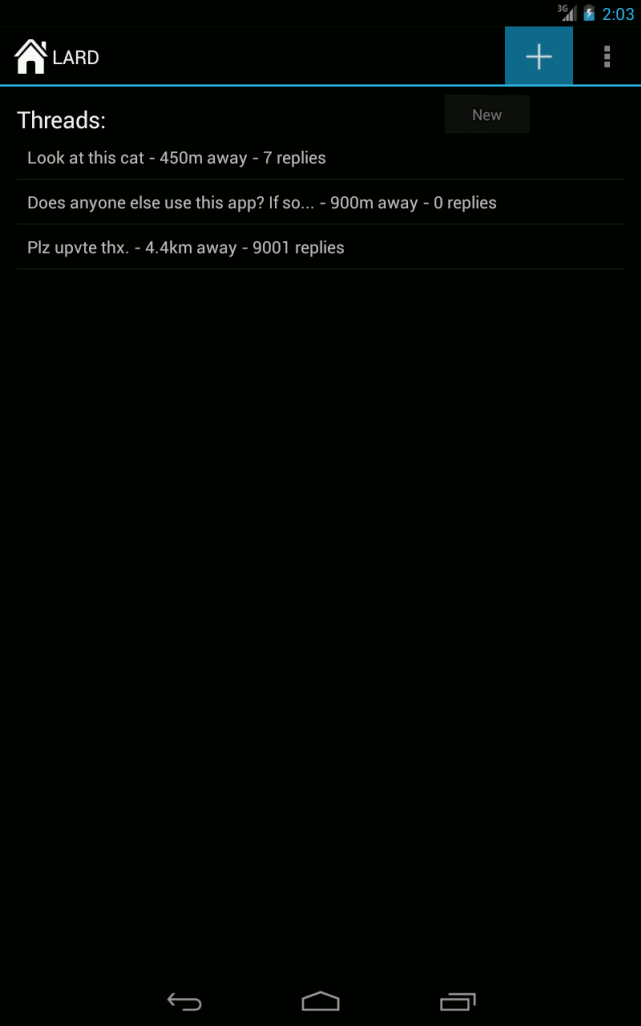 3G 2:03
LARD
New
Threads:
Look at this cat - 450m away - 7 replies
Does anyone else use this app? If so... - 900m away - 0 replies
Plz upvte thx. - 4.4km away - 9001 replies